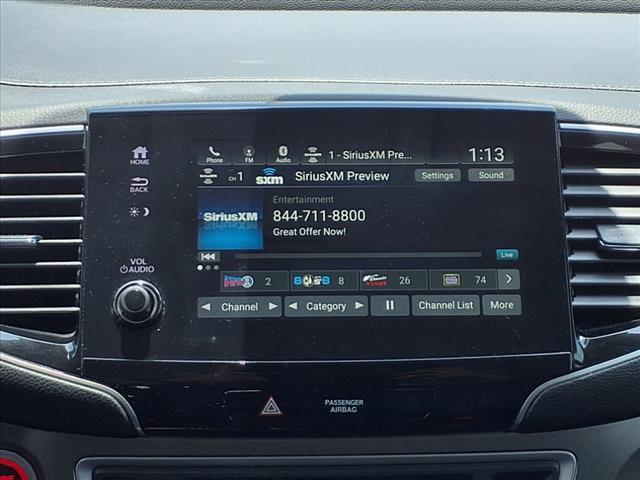 HOME
BACK
VOL
AUDIO
Phone FM Audio 1 - SiriusXM Pre... 1:13
CH 1 sxm SiriusXM Preview Settings Sound
SiriusXM
Entertainment
844-711-8800
Great Offer Now!
Live
2 8 26 74
Channel Category Channel List More
PASSENGER
AIRBAG